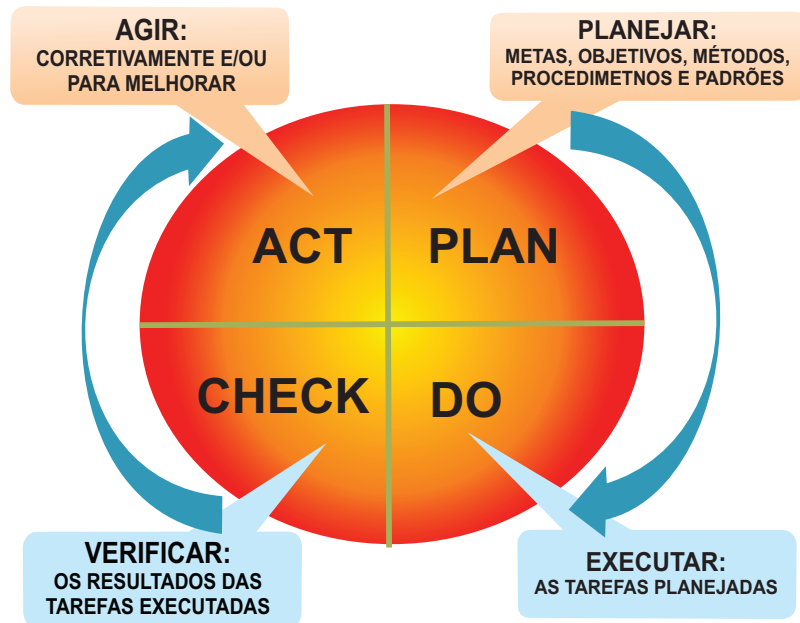 AGIR:
CORRETIVAMENTE E/OU
PARA MELHORAR
PLANEJAR:
METAS, OBJETIVOS, MÉTODOS,
PROCEDIMETNOS E PADRÕES
ACT
PLAN
CHECK
DO
VERIFICAR:
OS RESULTADOS DAS
TAREFAS EXECUTADAS
EXECUTAR:
AS TAREFAS PLANEJADAS